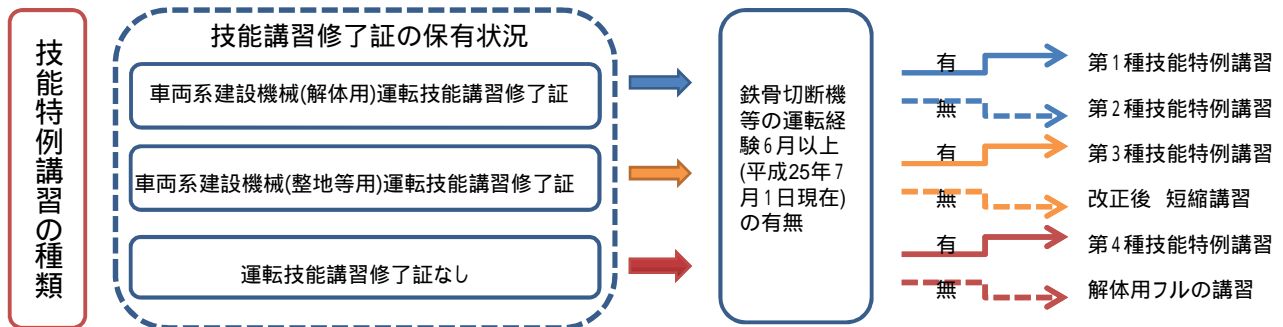 技能特例講習の種類
技能講習修了証の保有状況
車両系建設機械(解体用)運転技能講習修了証
車両系建設機械(整地等用)運転技能講習修了証
運転技能講習修了証なし
鉄骨切断機
等の運転経
験6月以上
(平成25年7
月1日現在)
の有無
有
第1種技能特例講習
無
第2種技能特例講習
有
第3種技能特例講習
無
改正後 短縮講習
有
第4種技能特例講習
無
解体用フルの講習